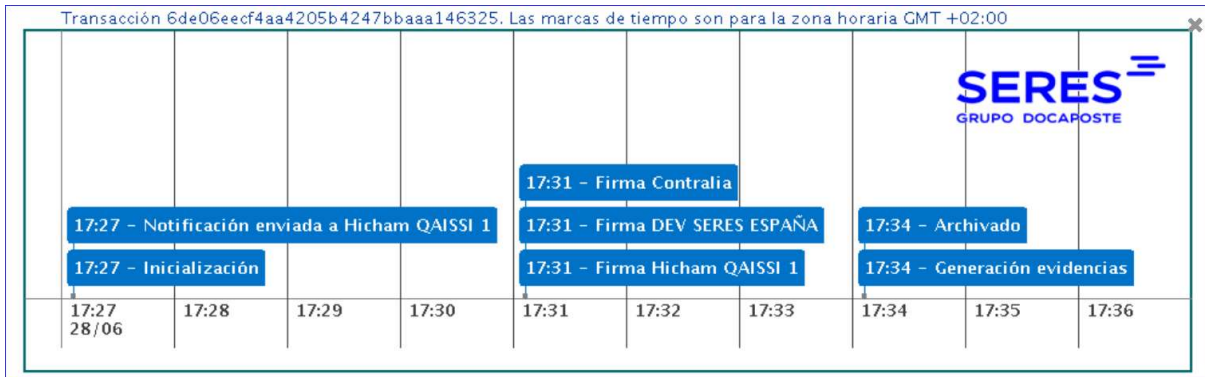 Transacción 6de06eecf4aa4205b4247bbaaa146325. Las marcas de tiempo son para la zona horaria GMT +02:00
SERES
GRUPO DOCAPOSTE
17:31 – Firma Contralia
17:27 – Notificación enviada a Hicham QAISSI 1
17:31 – Firma DEV SERES ESPAÑA
17:34 – Archivado
17:27 – Inicialización
17:31 – Firma Hicham QAISSI 1
17:34 – Generación evidencias
17:27 17:28 17:29 17:30 17:31 17:32 17:33 17:34 17:35 17:36
28/06